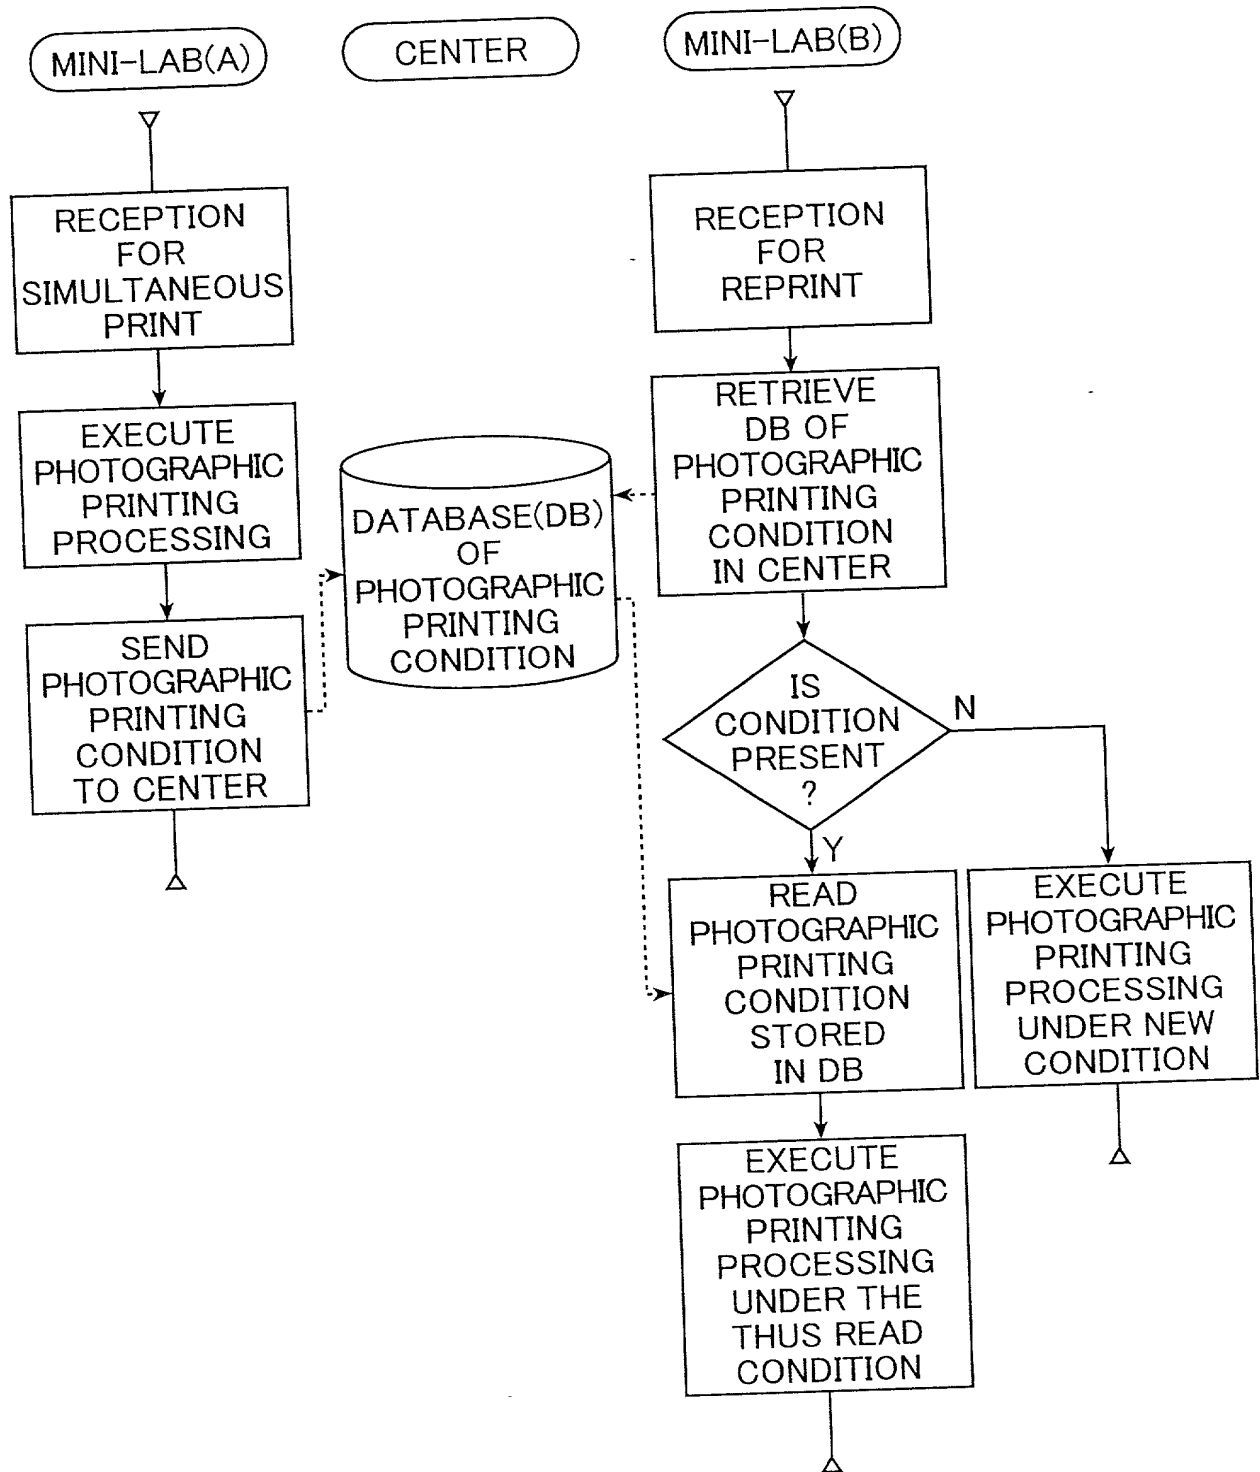 MINI-LAB(A)
CENTER
MINI-LAB(B)
RECEPTION
FOR
SIMULTANEOUS
PRINT
EXECUTE
PHOTOGRAPHIC
PRINTING
PROCESSING
SEND
PHOTOGRAPHIC
PRINTING
CONDITION
TO CENTER
DATABASE(DB)
OF
PHOTOGRAPHIC
PRINTING
CONDITION
RECEPTION
FOR
REPRINT
RETRIEVE
DB OF
PHOTOGRAPHIC
PRINTING
CONDITION
IN CENTER
IS
CONDITION
PRESENT
?
N
Y
READ
PHOTOGRAPHIC
PRINTING
CONDITION
STORED
IN DB
EXECUTE
PHOTOGRAPHIC
PRINTING
PROCESSING
UNDER NEW
CONDITION
EXECUTE
PHOTOGRAPHIC
PRINTING
PROCESSING
UNDER THE
THUS READ
CONDITION